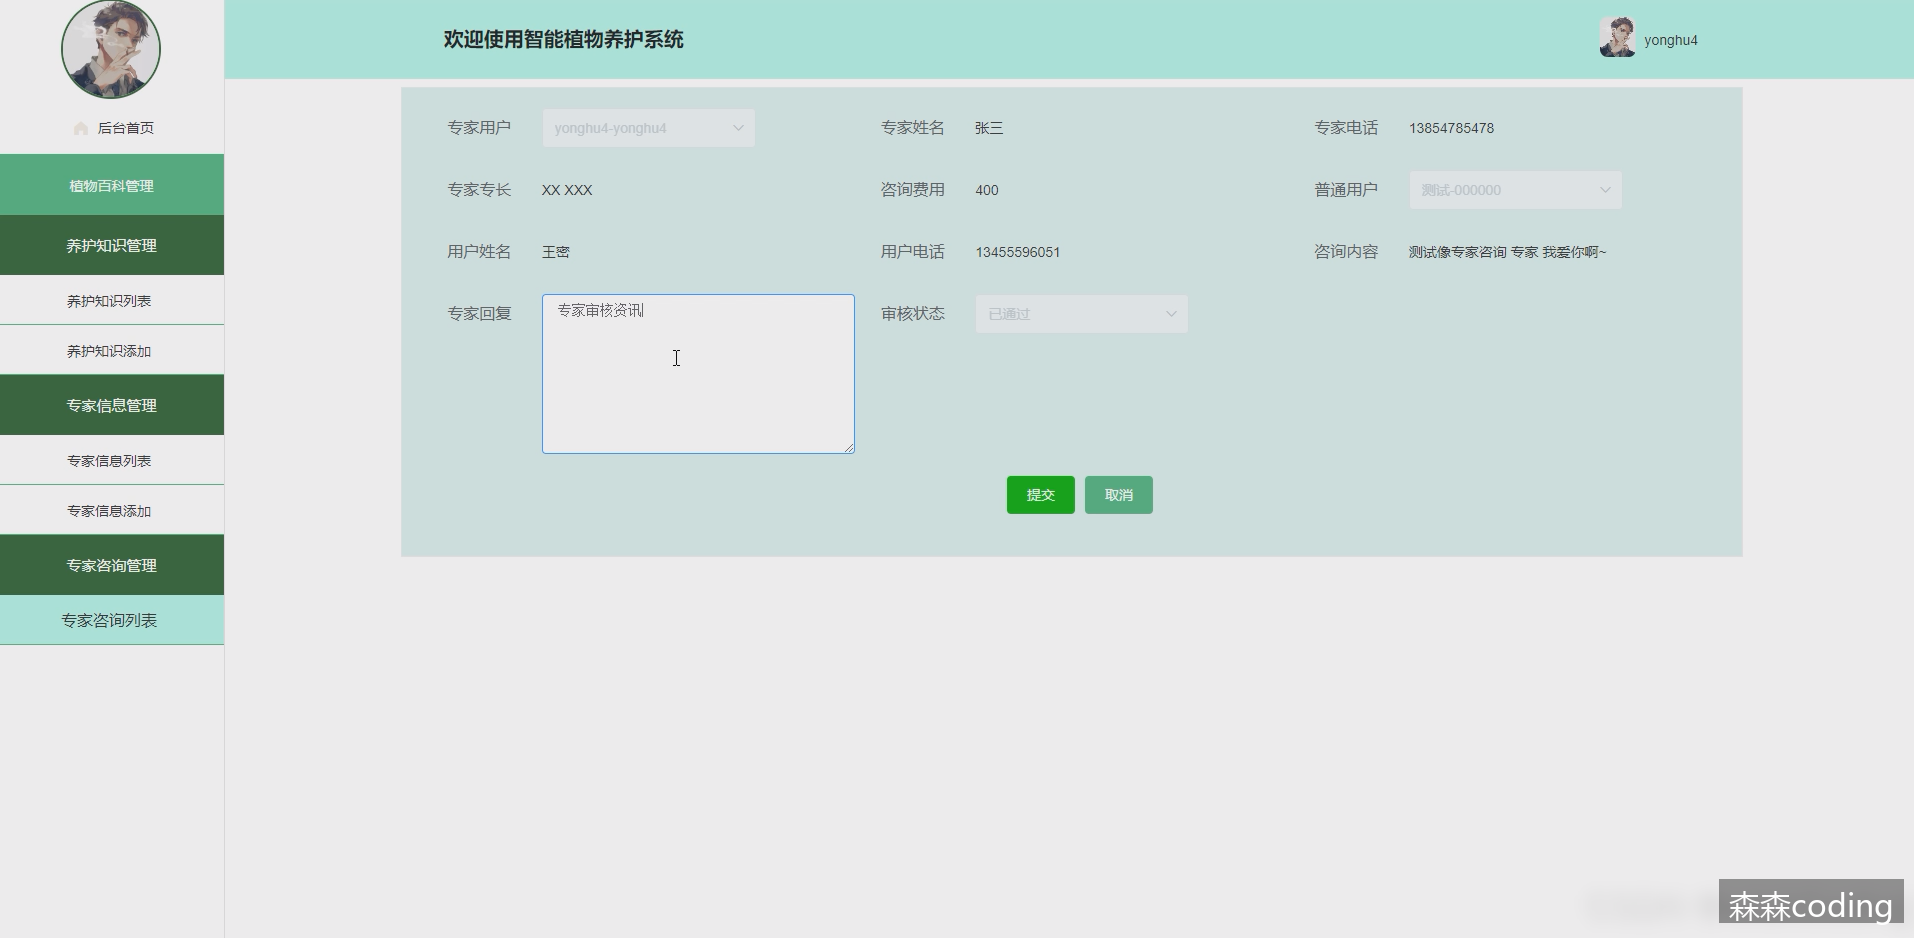 欢迎使用智能植物养护系统
yonghu4
后台首页
植物百科管理
养护知识管理
养护知识列表
养护知识添加
专家信息管理
专家信息列表
专家信息添加
专家咨询管理
专家咨询列表
专家用户 yonghu4-yonghu4 专家姓名 张三 专家电话 13854785478
专家专长 XX XXX 咨询费用 400 普通用户 测试-000000
用户姓名 王密 用户电话 13455596051 咨询内容 测试像专家咨询 专家 我爱你啊~
专家回复 专家审核资讯 审核状态 已通过
提交 取消
森森coding